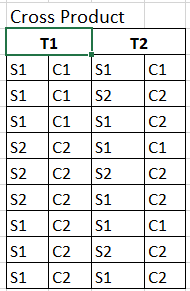 Cross Product
T1 T2
S1 C1 S1 C1
S1 C1 S2 C2
S1 C1 S1 C2
S2 C2 S1 C1
S2 C2 S2 C2
S2 C2 S1 C2
S1 C2 S1 C1
S1 C2 S2 C2
S1 C2 S1 C2